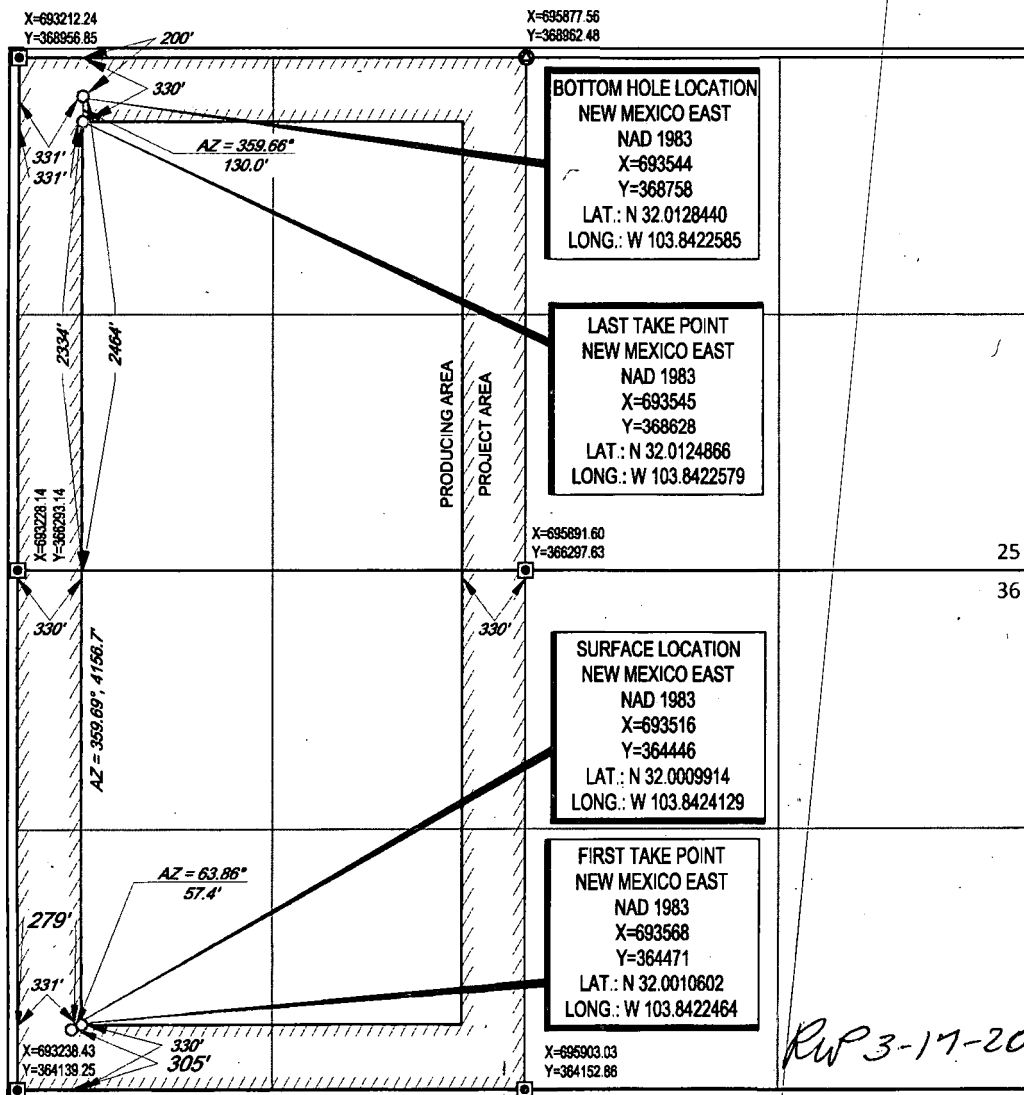 X=693212.24
Y=368956.85
200'
X=695877.56
Y=368962.48
330'
331'
331'
AZ = 359.66°
130.0'
BOTTOM HOLE LOCATION
NEW MEXICO EAST
NAD 1983
X=693544
Y=368758
LAT.: N 32.0128440
LONG.: W 103.8422585
2334'
2464'
LAST TAKE POINT
NEW MEXICO EAST
NAD 1983
X=693545
Y=368628
LAT.: N 32.0124866
LONG.: W 103.8422579
PRODUCING AREA
PROJECT AREA
X=693228.14
Y=366293.14
X=695891.60
Y=366297.63
25
36
330'
330'
AZ = 359.69°, 4156.7'
SURFACE LOCATION
NEW MEXICO EAST
NAD 1983
X=693516
Y=364446
LAT.: N 32.0009914
LONG.: W 103.8424129
AZ = 63.86°
57.4'
279'
331'
FIRST TAKE POINT
NEW MEXICO EAST
NAD 1983
X=693568
Y=364471
LAT.: N 32.0010602
LONG.: W 103.8422464
X=693238.43
Y=364139.25
330'
305'
X=695903.03
Y=364152.86
RWP 3-17-20